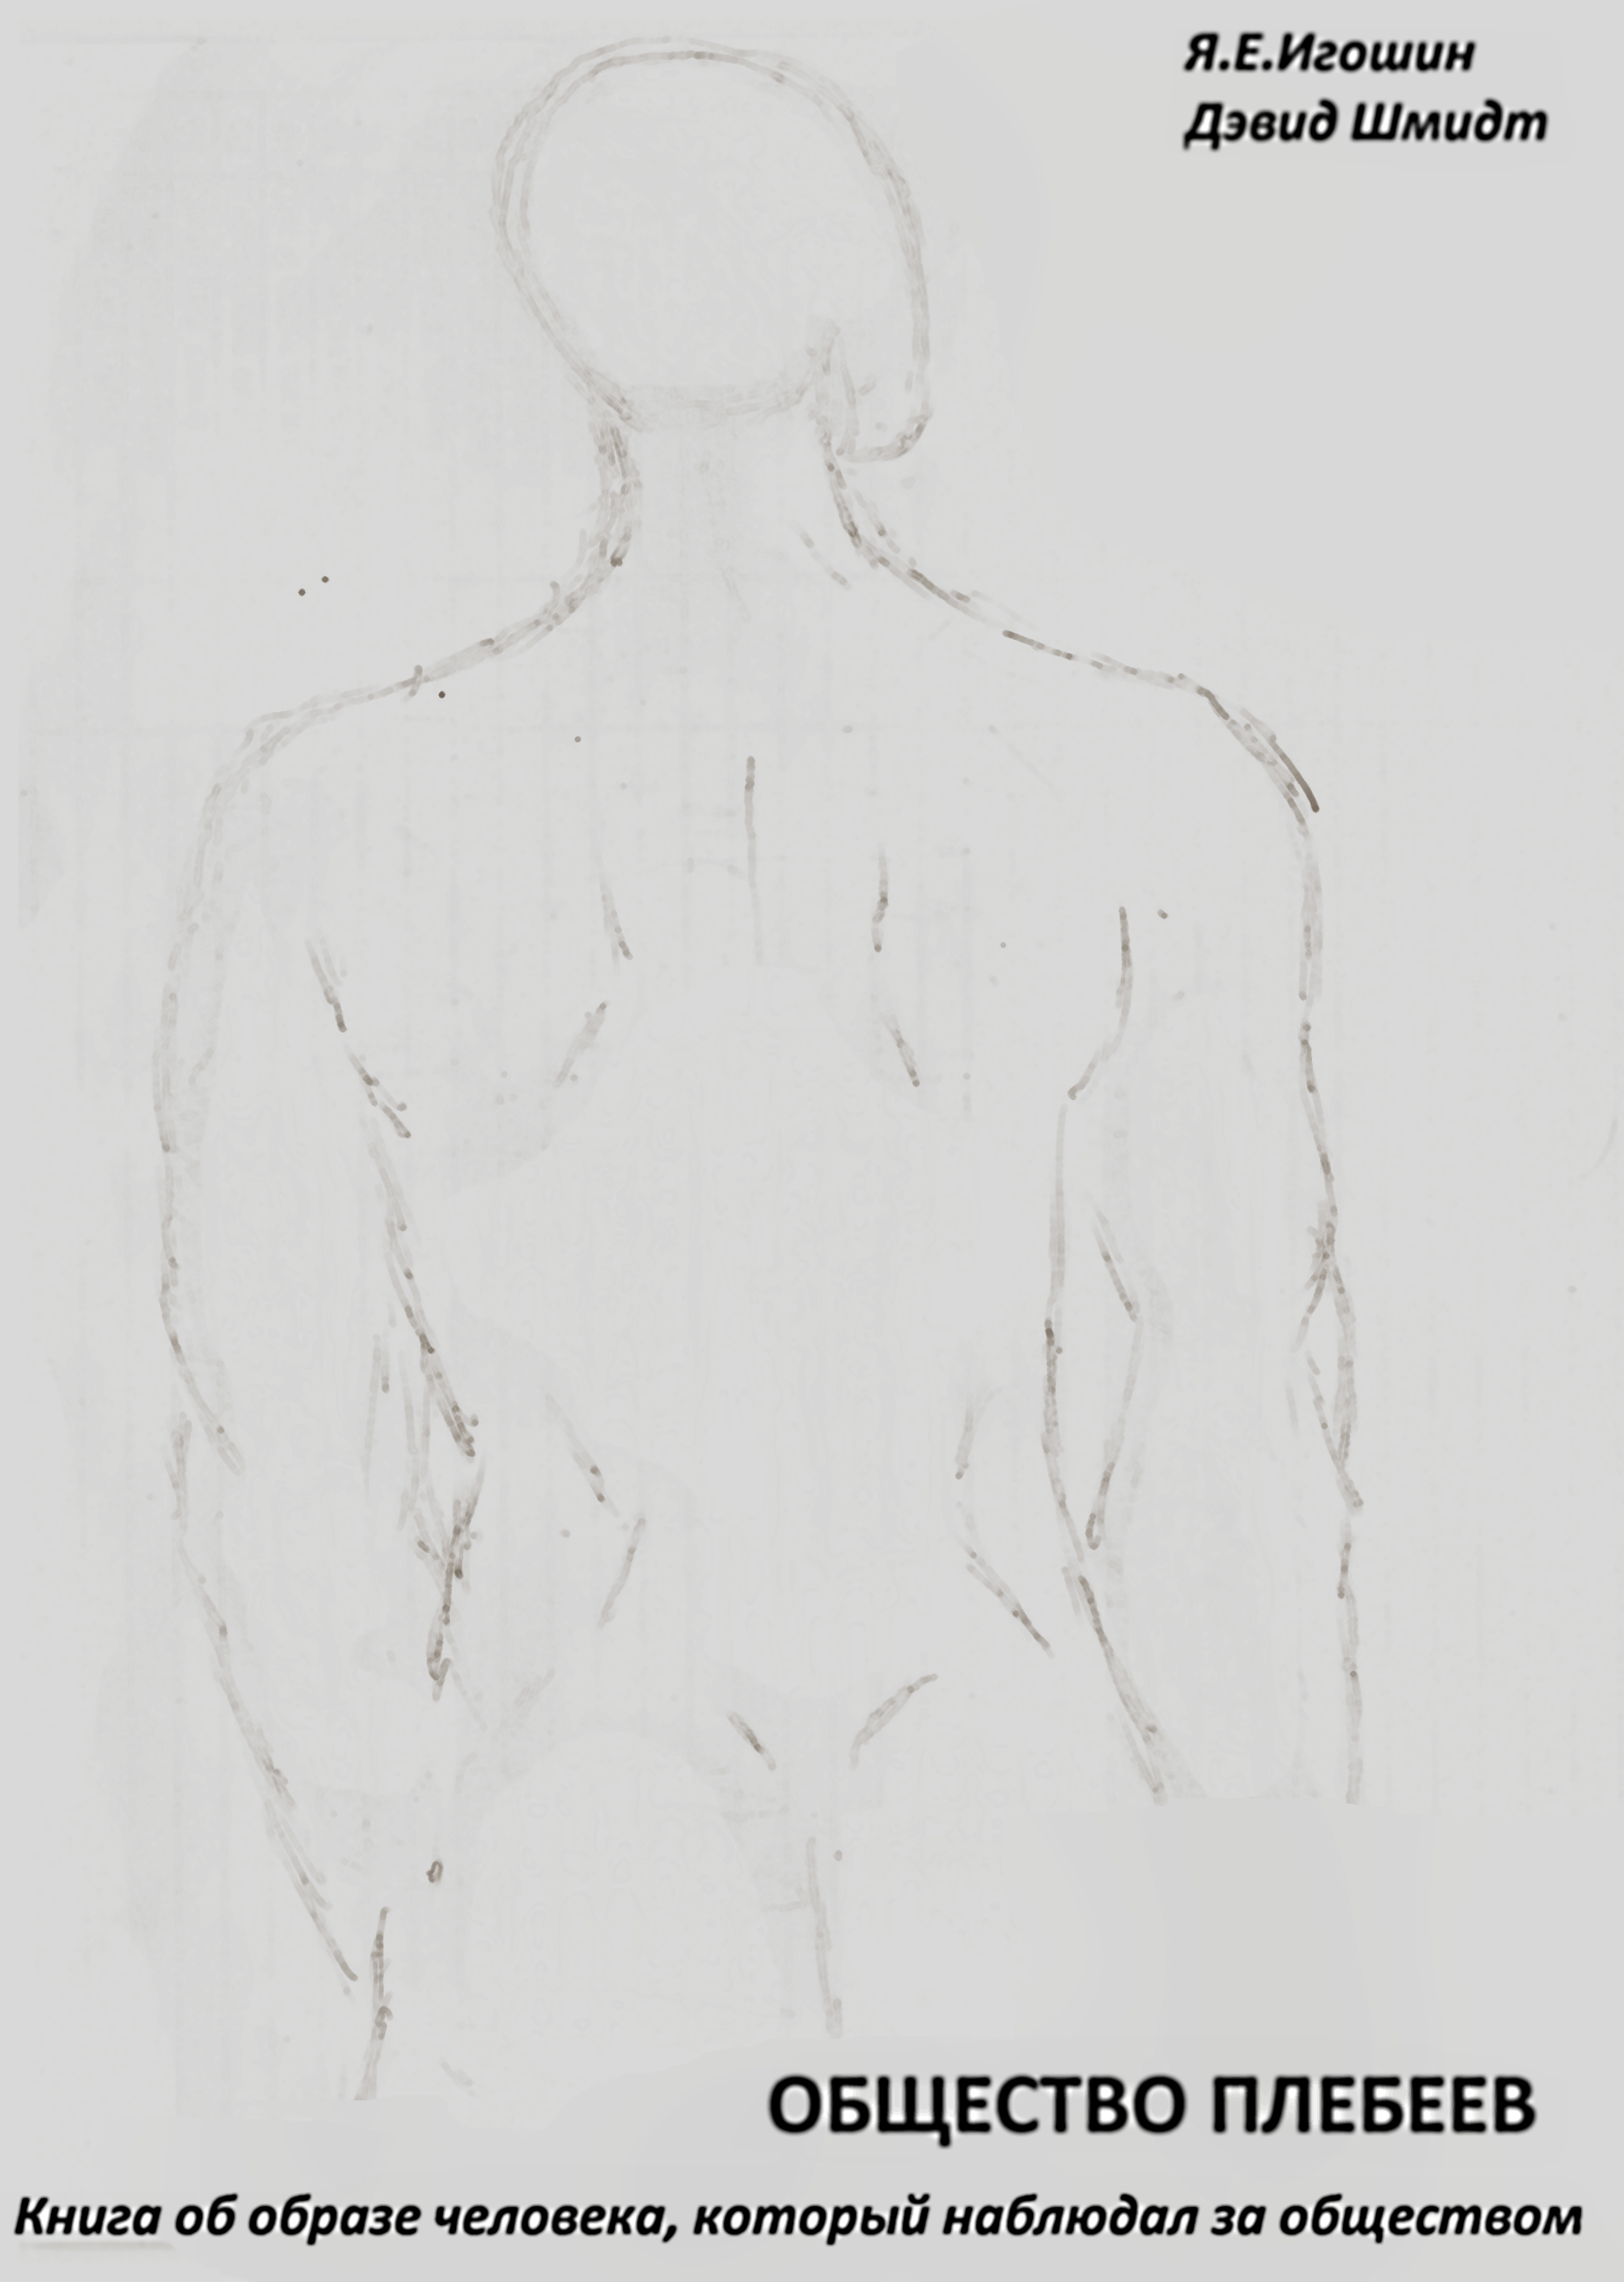 Я.Е.Игошин
Дэвид Шмидт
ОБЩЕСТВО ПЛЕБЕЕВ
Книга об образе человека, который наблюдал за обществом